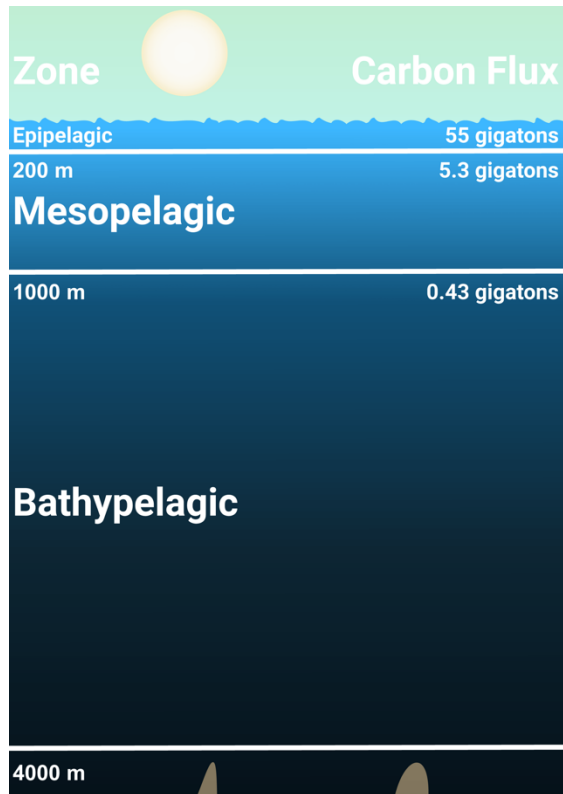 Zone Carbon Flux
Epipelagic 55 gigatons
200 m 5.3 gigatons
Mesopelagic
1000 m 0.43 gigatons
Bathypelagic
4000 m